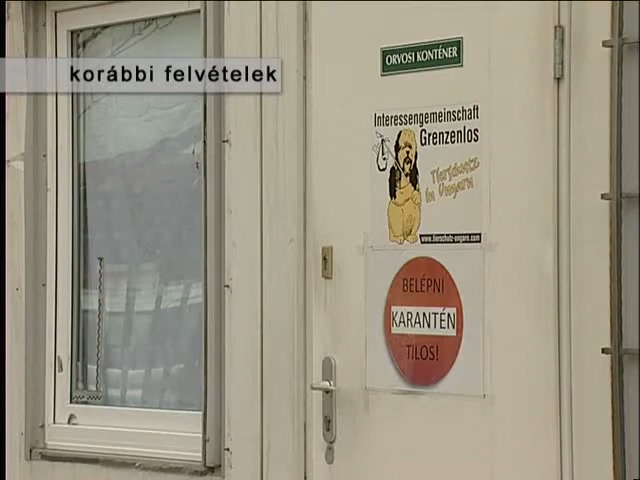 korábbi felvételek
ORVOSI KONTÉNER
Interessengemeinschaft
Grenzenlos
Tierschutz
in Ungarn
www.tierschutz-ungarn.com
BELÉPNI
KARANTÉN
TILOS!